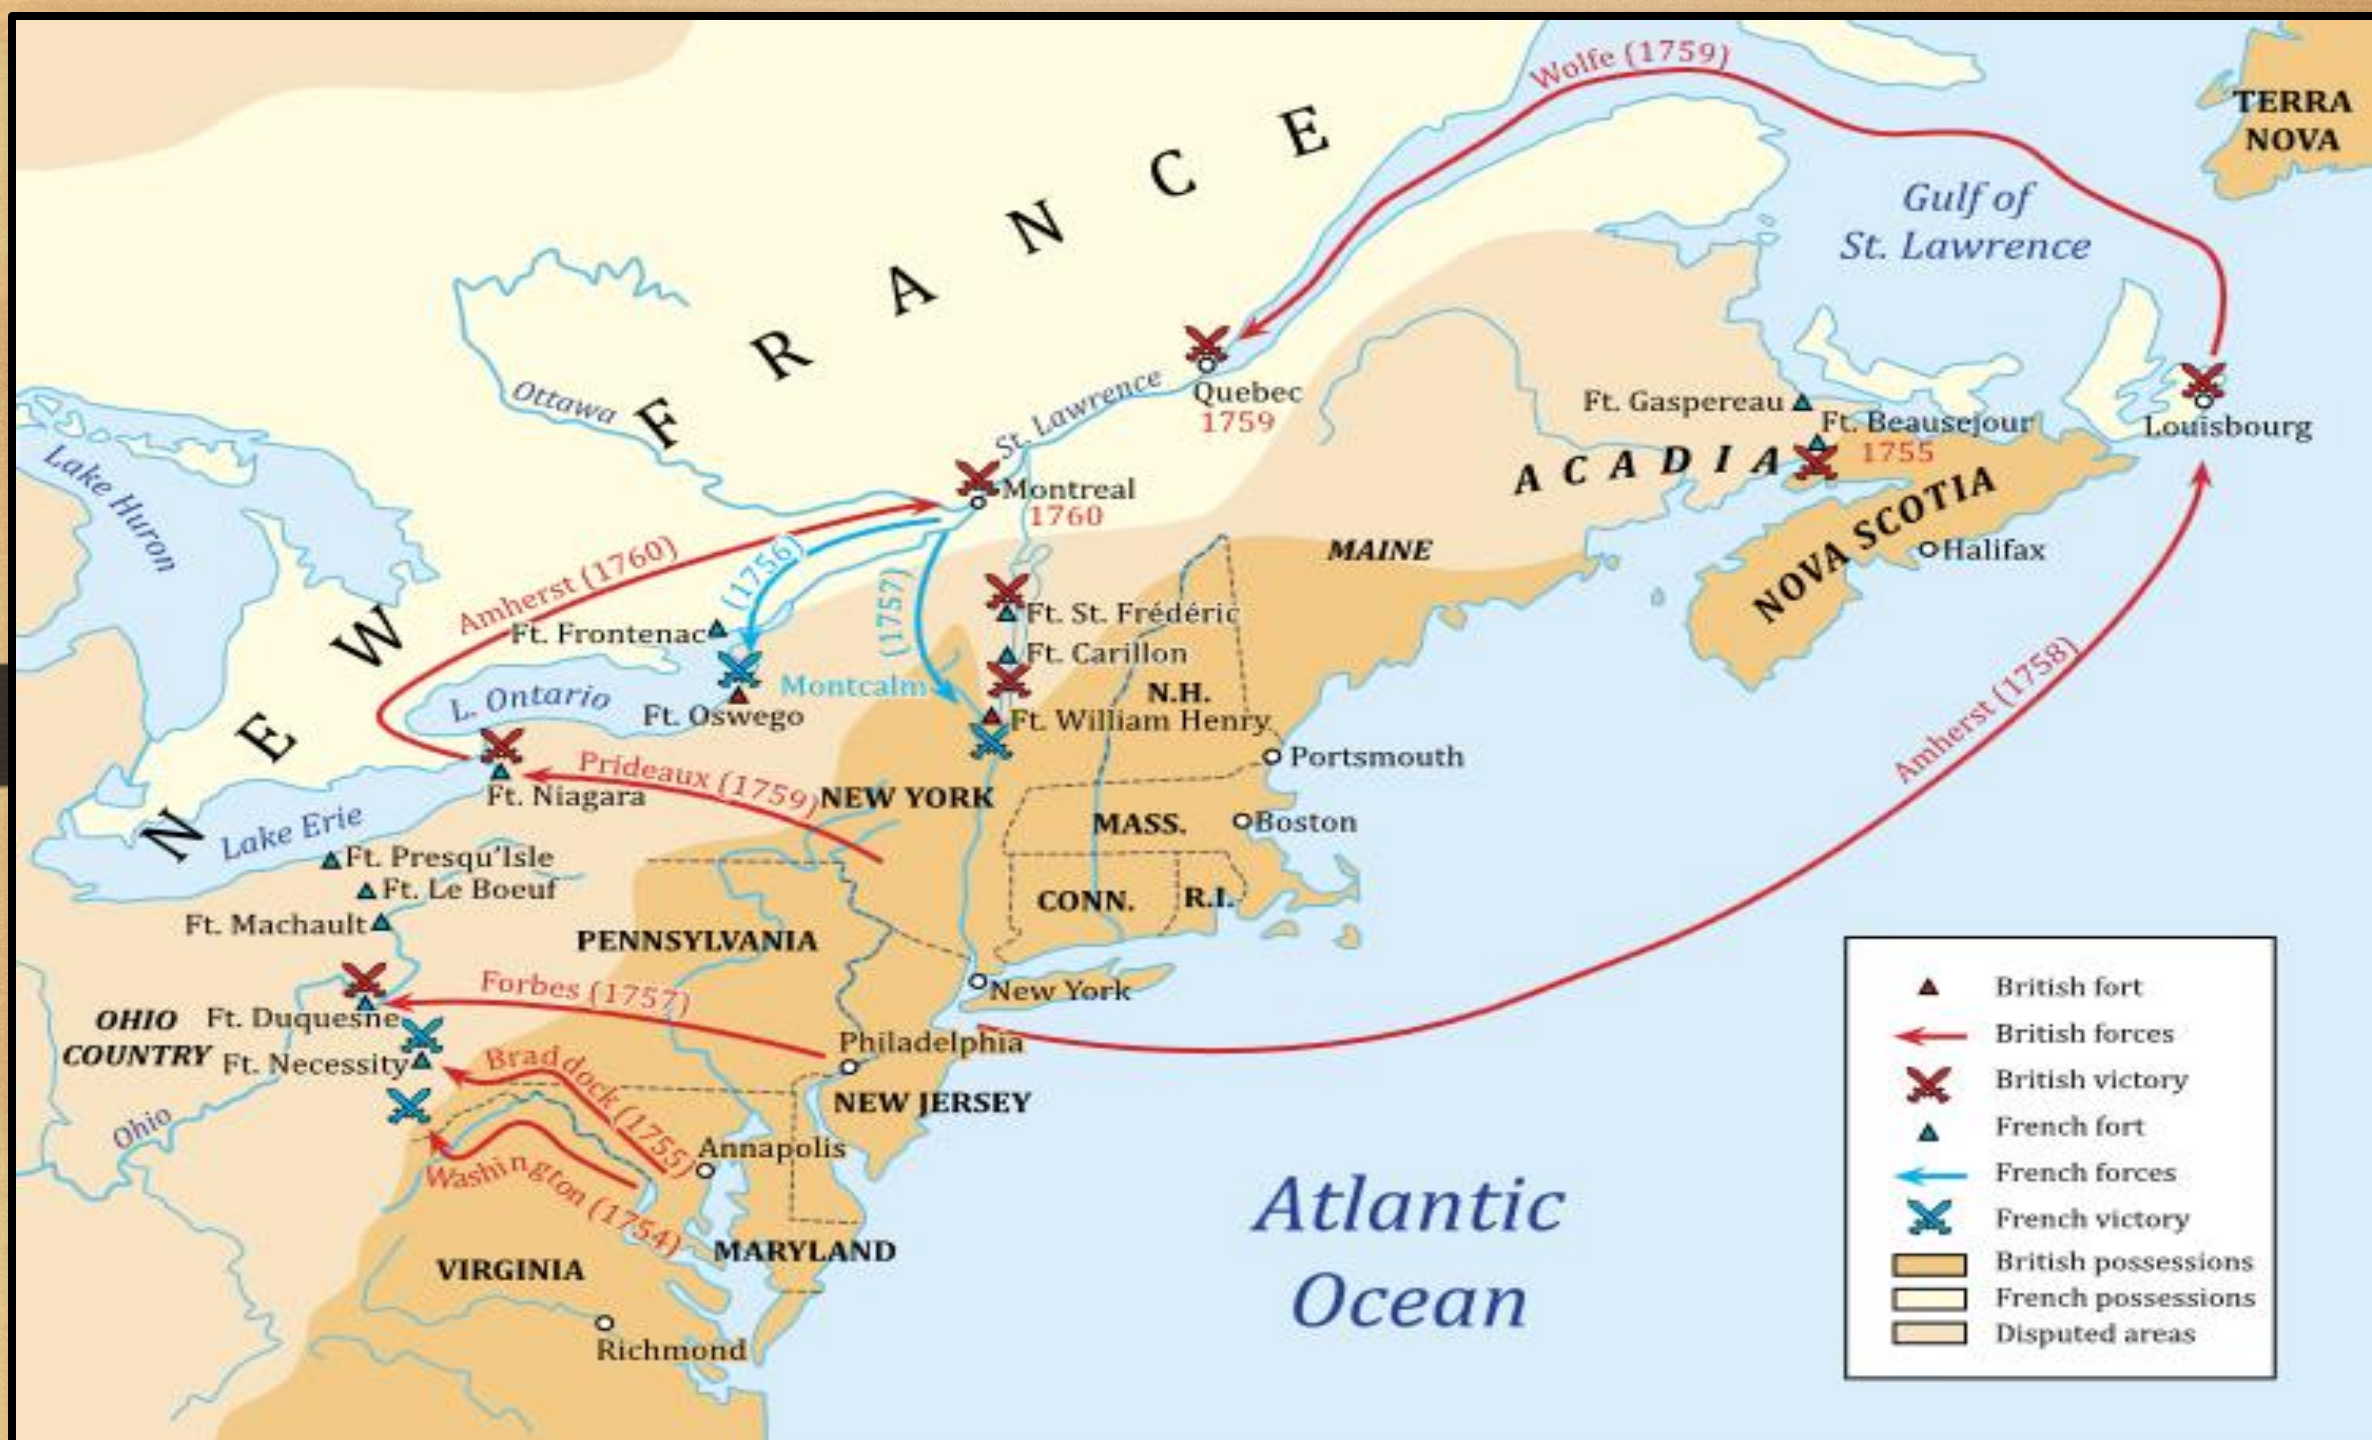 Wolfe (1759)
TERRA
NOVA
Gulf of
St. Lawrence
NEW FRANCE
Ottawa
St. Lawrence
Quebec
1759
Ft. Gaspereau
Ft. Beausejour
1755
Louisbourg
ACADIA
Lake Huron
Montreal
1760
NOVA SCOTIA
Halifax
MAINE
Amherst (1760)
(1756)
(1757)
Ft. Frontenac
Ft. St. Frédéric
Ft. Carillon
Montcalm
N.H.
L. Ontario
Ft. Oswego
Ft. William Henry
Amherst (1758)
Portsmouth
Prideaux (1759)
Ft. Niagara
NEW YORK
MASS.
Boston
Lake Erie
Ft. Presqu'Isle
Ft. Le Boeuf
Ft. Machault
CONN.
R.I.
PENNSYLVANIA
Forbes (1757)
New York
OHIO
COUNTRY
Ft. Duquesne
Ft. Necessity
Braddock (1755)
Philadelphia
NEW JERSEY
Ohio
Annapolis
Washington (1754)
MARYLAND
VIRGINIA
Richmond
Atlantic
Ocean
British fort
British forces
British victory
French fort
French forces
French victory
British possessions
French possessions
Disputed areas